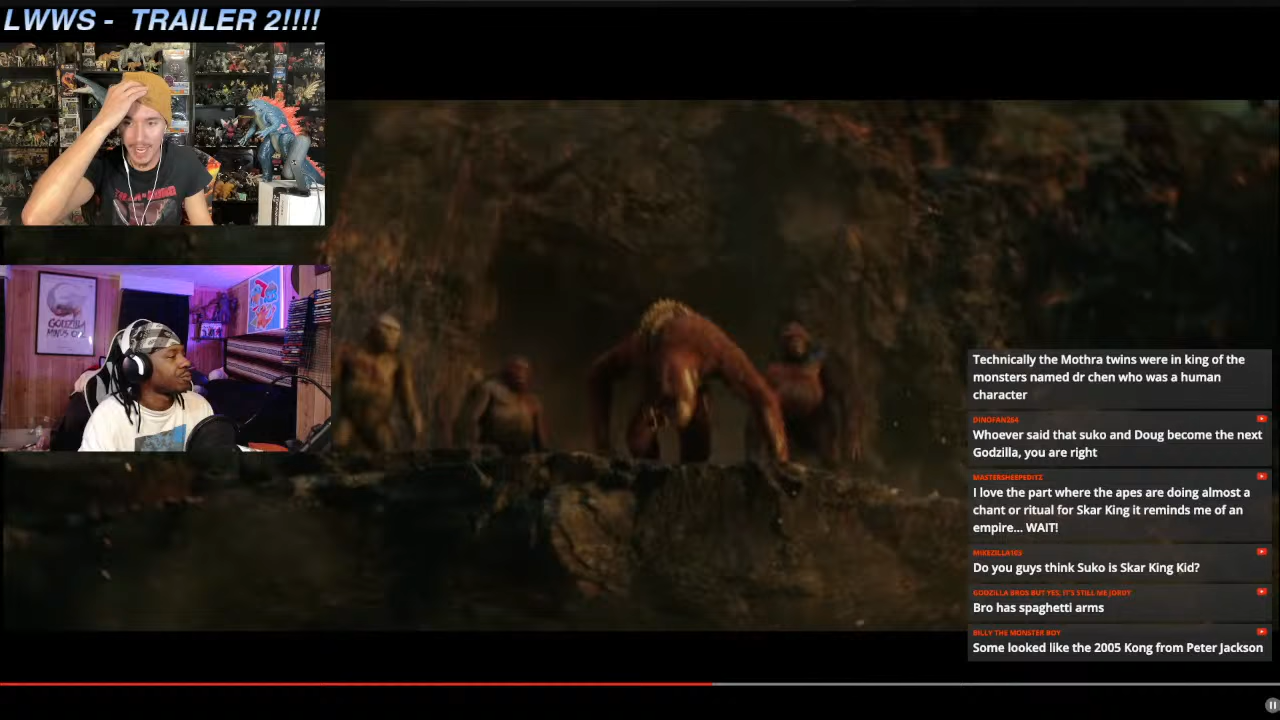 LWWS - TRAILER 2!!!!
GODZILLA
MINUS ONE
Technically the Mothra twins were in king of the
monsters named dr chen who was a human
character
DINOFAN264
Whoever said that suko and Doug become the next
Godzilla, you are right
MASTERSHEEPEDITZ
I love the part where the apes are doing almost a
chant or ritual for Skar King it reminds me of an
empire... WAIT!
MIKEZILLA165
Do you guys think Suko is Skar King Kid?
GODZILLA BROS BUT YES, IT'S STILL ME JORDY
Bro has spaghetti arms
BILLY THE MONSTER BOY
Some looked like the 2005 Kong from Peter Jackson